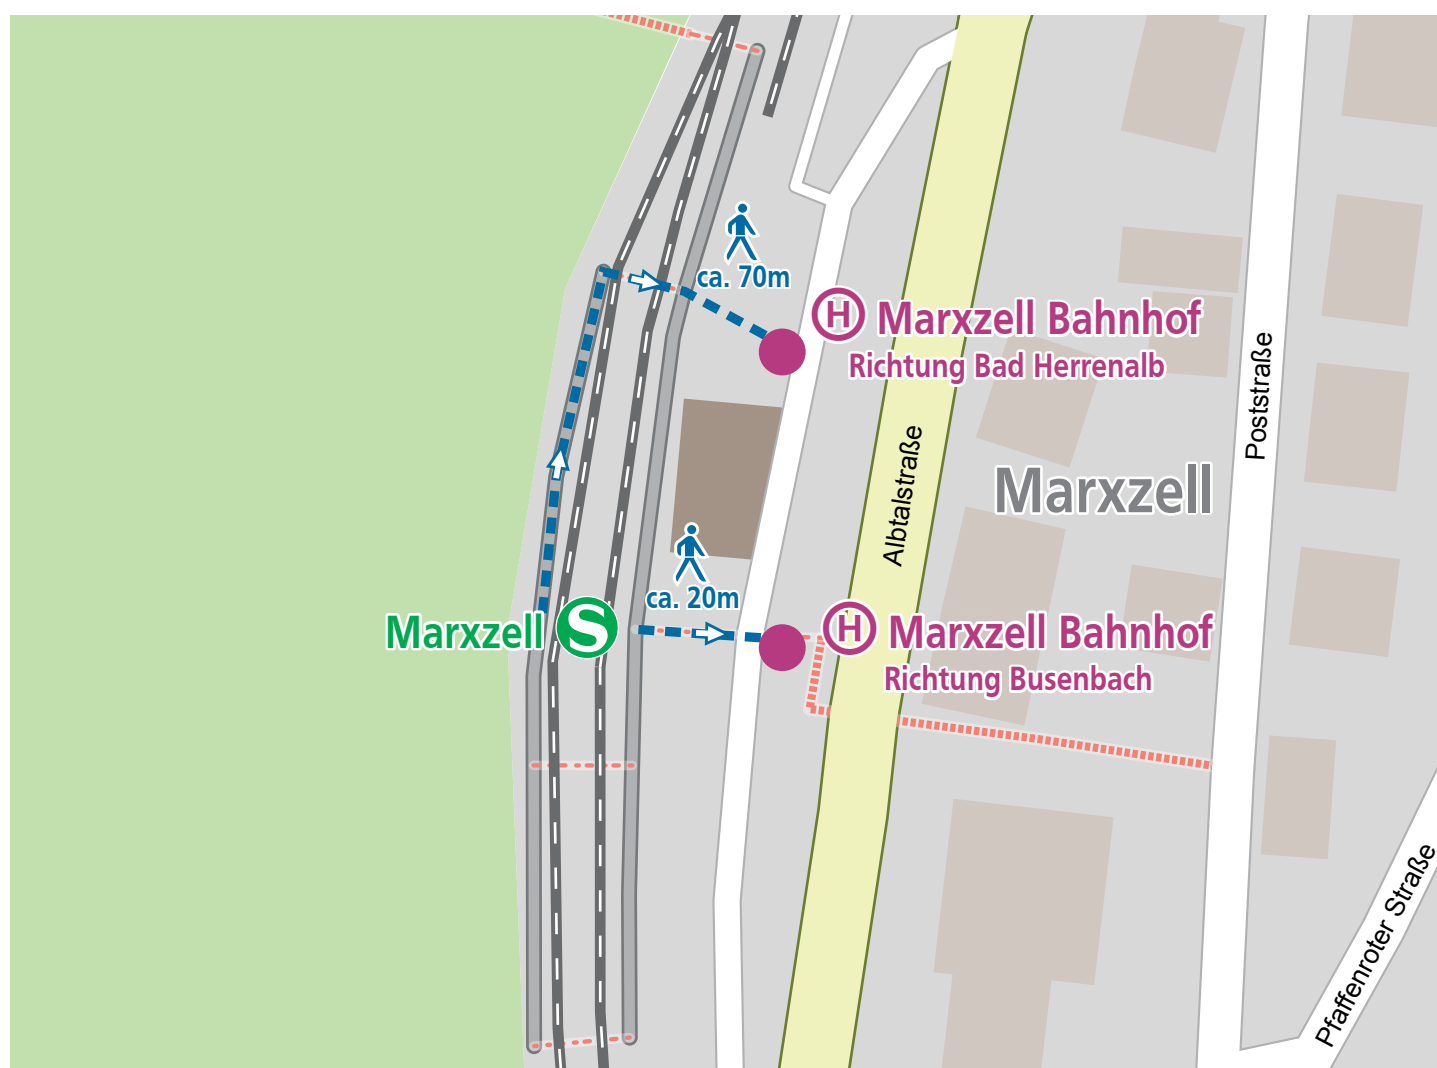 ca. 70m
H Marxzell Bahnhof
Richtung Bad Herrenalb
Poststraße
Albtalstraße
Marxzell
ca. 20m
Marxzell S
H Marxzell Bahnhof
Richtung Busenbach
Pfaffenroter Straße